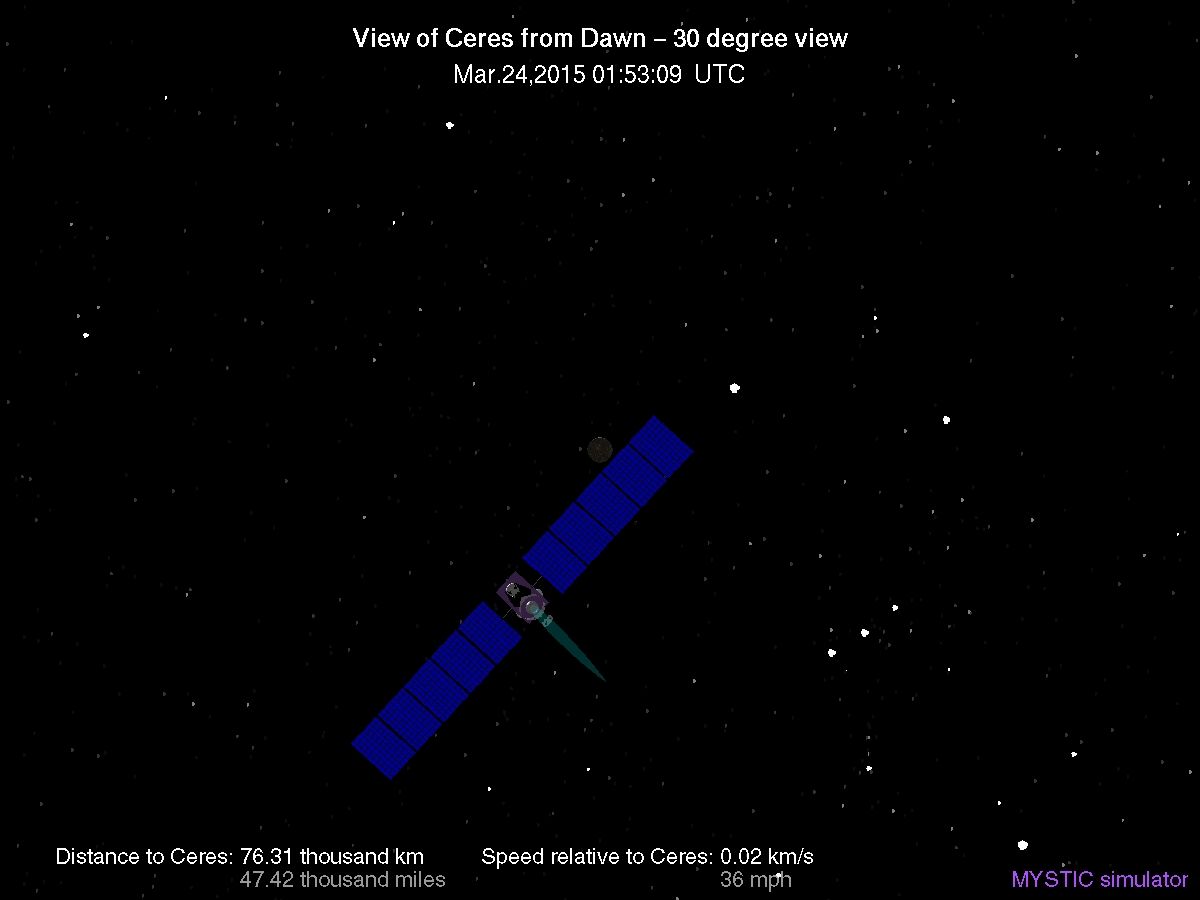 View of Ceres from Dawn – 30 degree view
Mar.24,2015 01:53:09 UTC
Distance to Ceres: 76.31 thousand km
47.42 thousand miles
Speed relative to Ceres: 0.02 km/s
36 mph
MYSTIC simulator